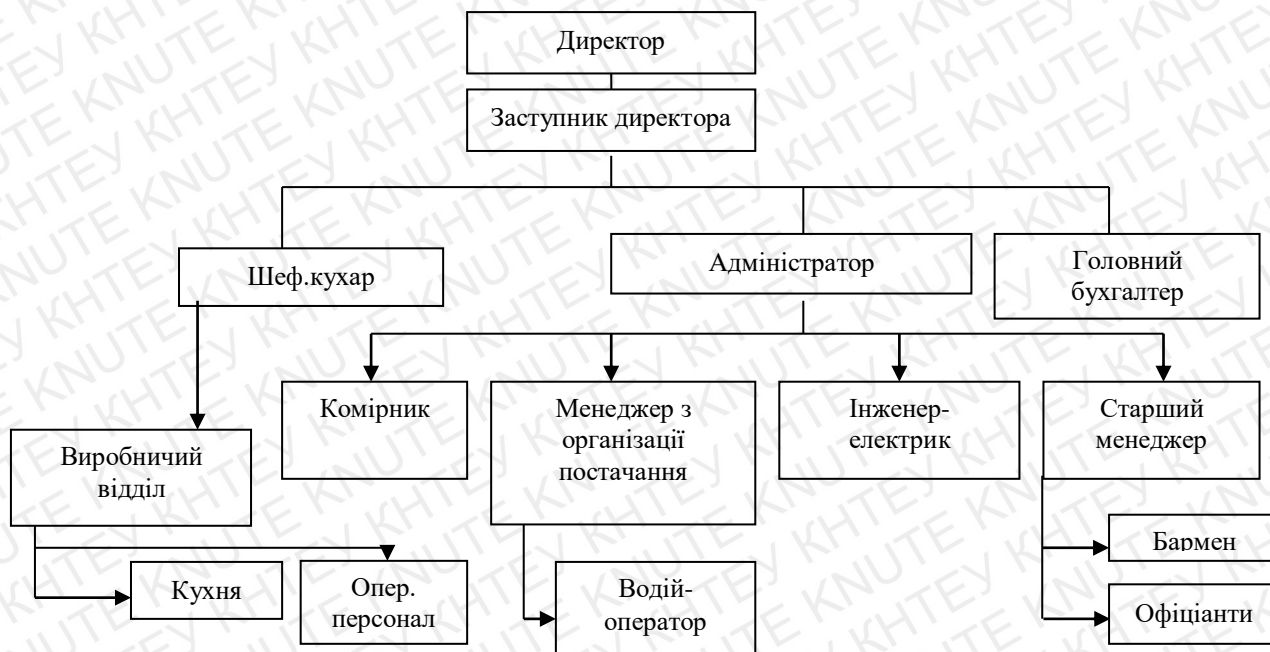 Директор
Заступник директора
Шеф.кухар
Адміністратор
Головний
бухгалтер
Комірник
Менеджер з
організації
постачання
Інженер-
електрик
Старший
менеджер
Виробничий
відділ
Кухня
Опер.
персонал
Водій-
оператор
Бармен
Офіціанти